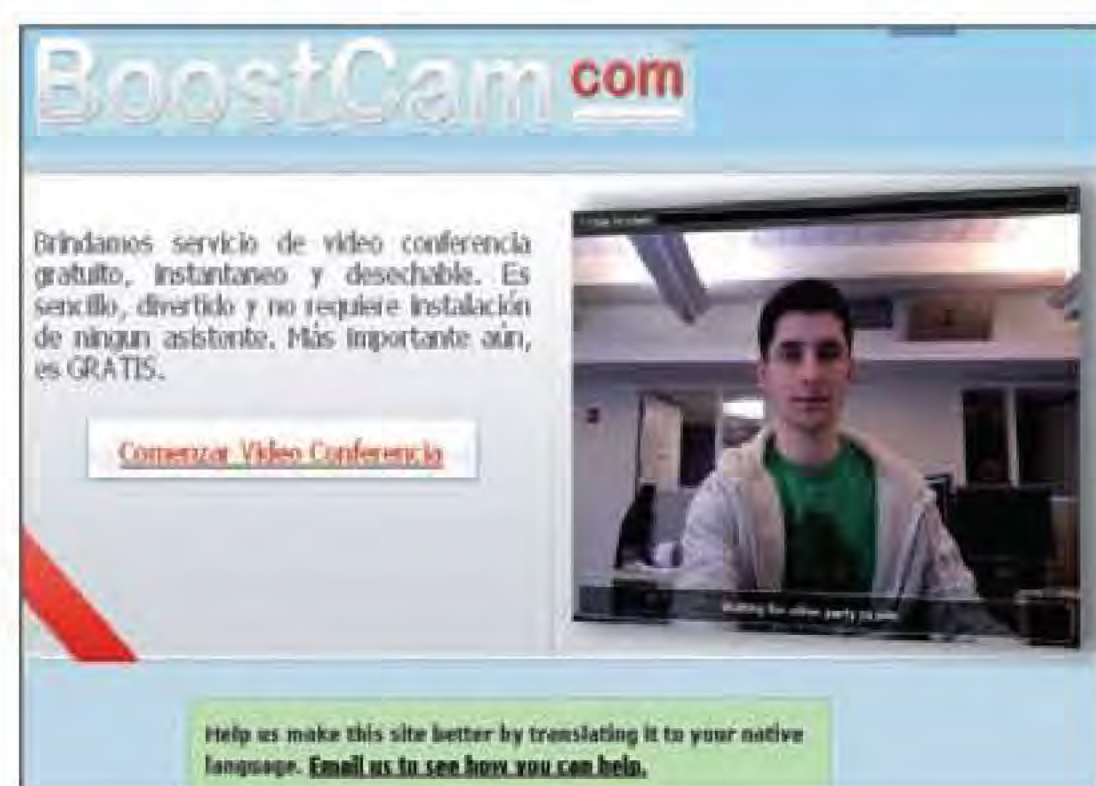 BoostCam com
Brindamos servicio de video conferencia
gratuito, instantaneo y desechable. Es
sencillo, divertido y no requiere instalación
de ningun asistente. Más importante aún,
es GRATIS.
Comenzar Video Conferencia
Waiting for other party to join
Help us make this site better by translating it to your native
language. Email us to see how you can help.